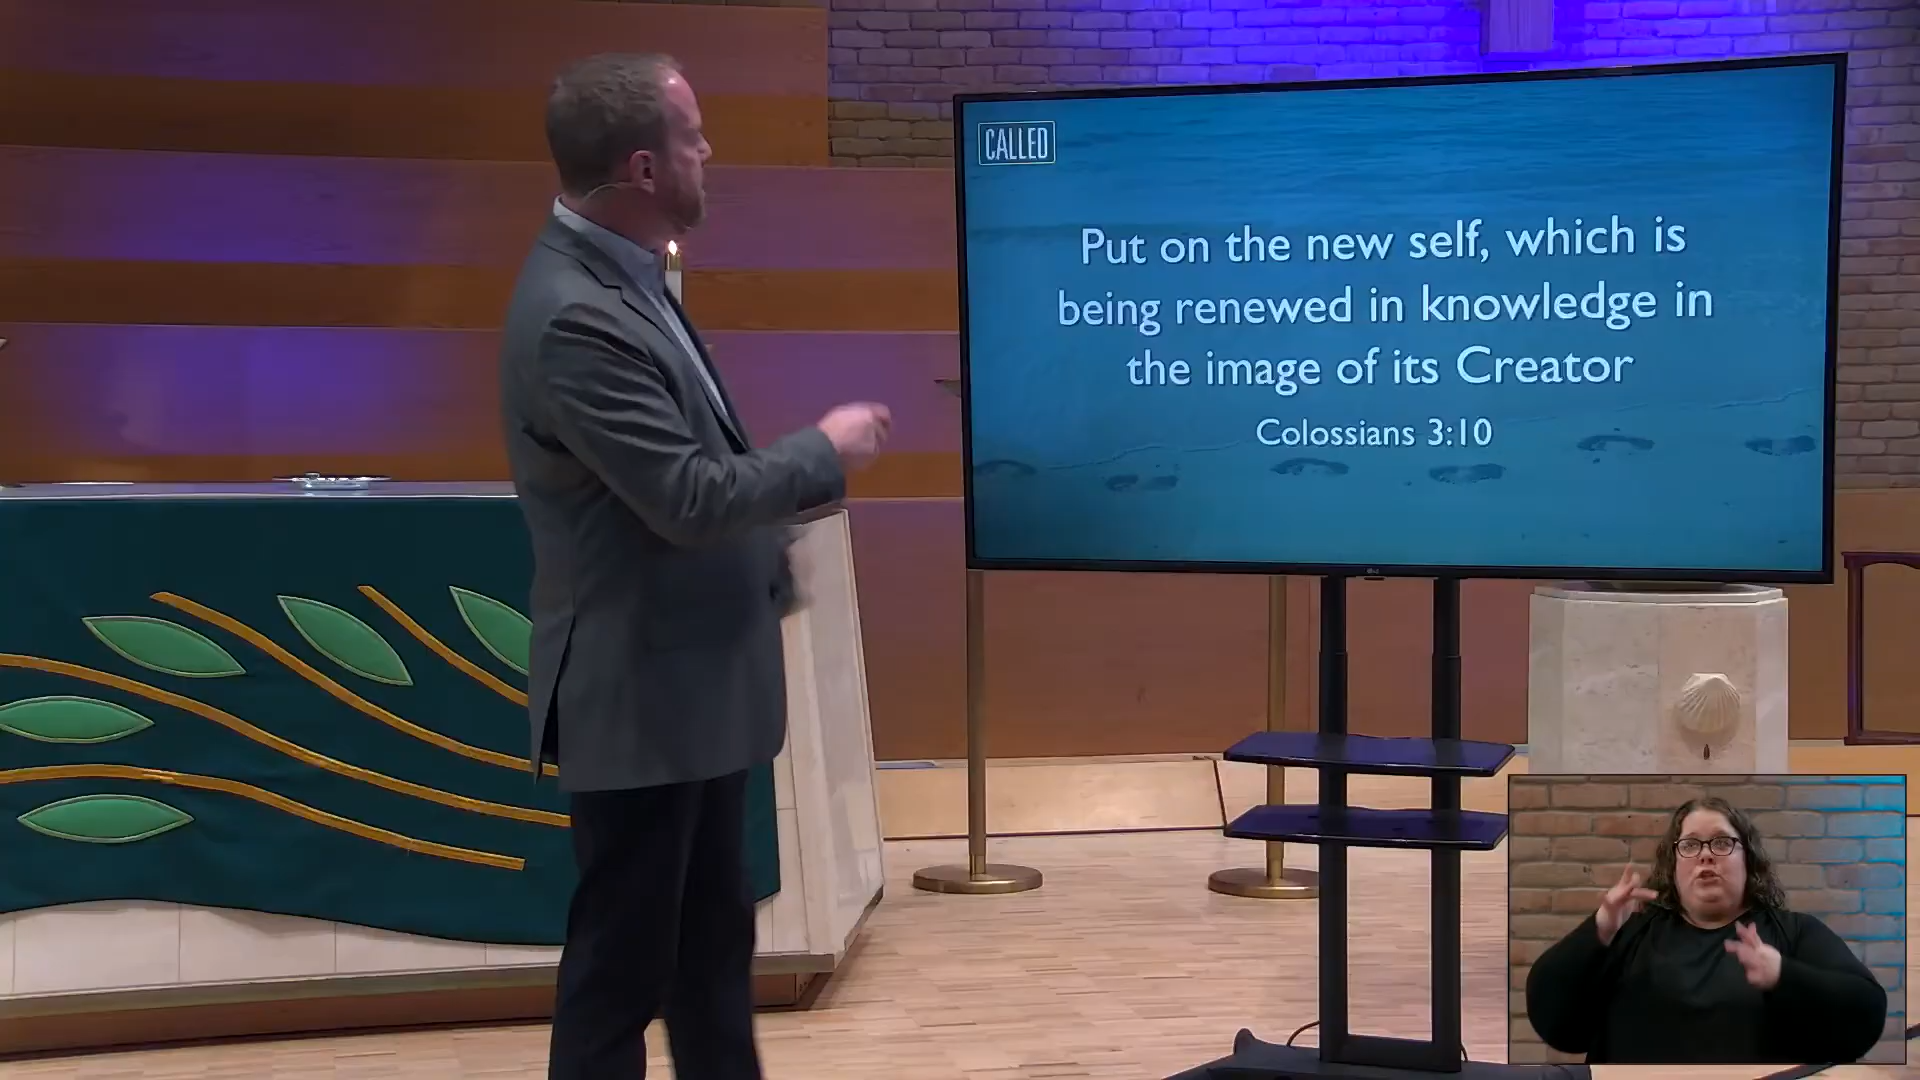 CALLED
Put on the new self, which is
being renewed in knowledge in
the image of its Creator
Colossians 3:10